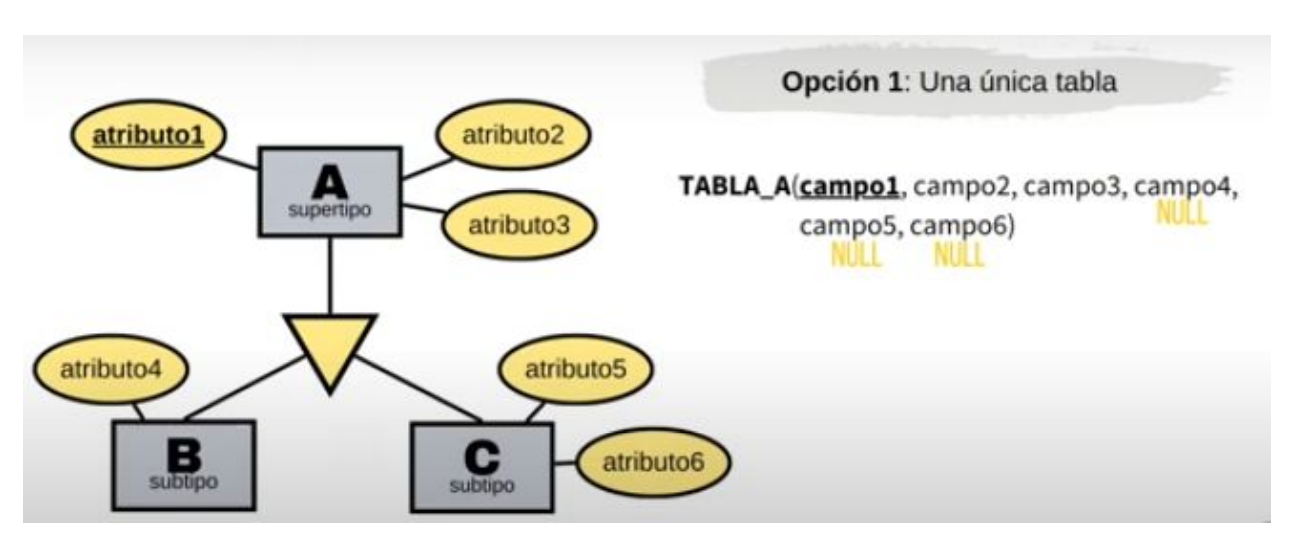 Opción 1: Una única tabla
atributo1
atributo2
A
supertipo
atributo3
TABLA_A(campo1, campo2, campo3, campo4,
NULL
campo5, campo6)
NULL NULL
atributo4
atributo5
B
subtipo
C
subtipo
atributo6